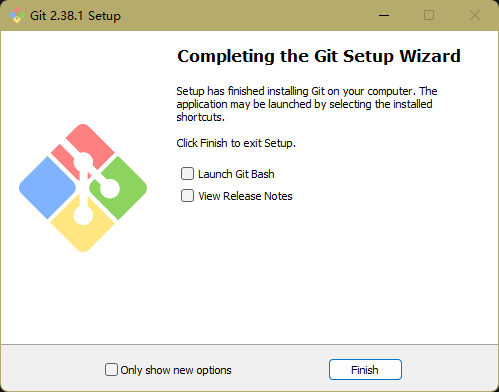 Git 2.38.1 Setup
Completing the Git Setup Wizard
Setup has finished installing Git on your computer. The
application may be launched by selecting the installed
shortcuts.
Click Finish to exit Setup.
Launch Git Bash
View Release Notes
Only show new options
Finish